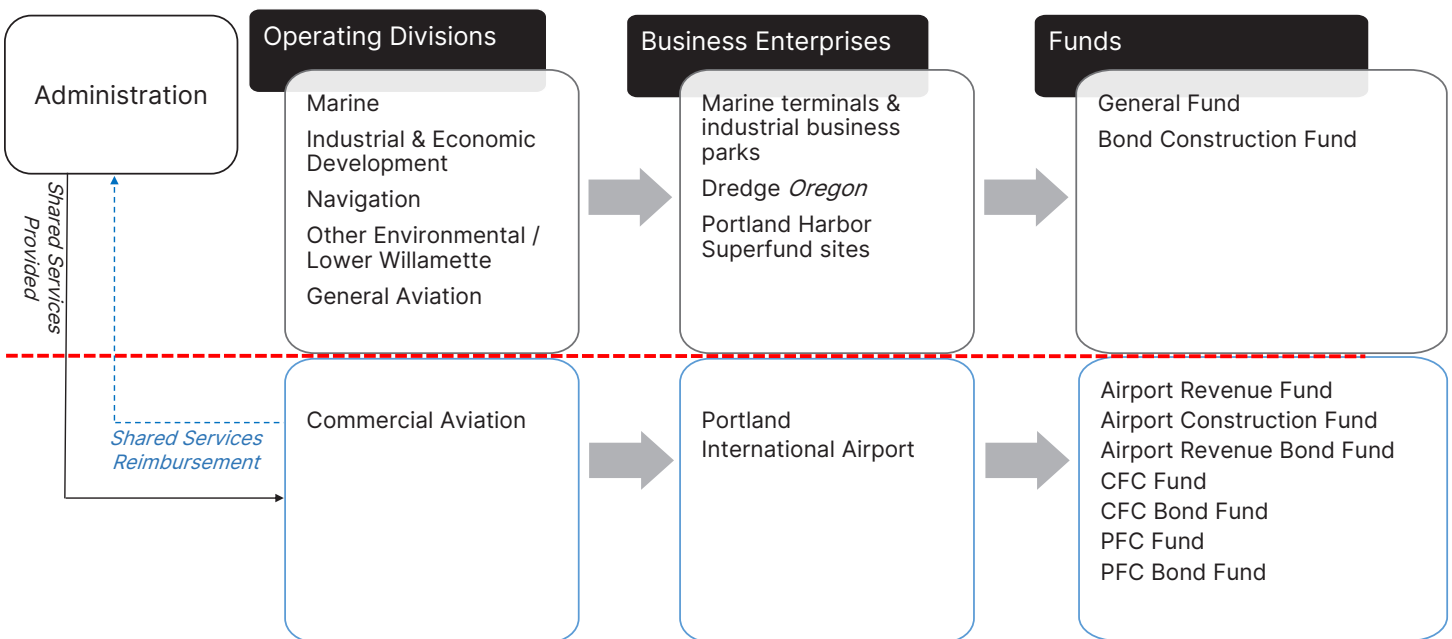 Administration
Shared Services
Provided
Shared Services
Reimbursement
Operating Divisions
Marine
Industrial & Economic
Development
Navigation
Other Environmental /
Lower Willamette
General Aviation
Commercial Aviation
Business Enterprises
Marine terminals &
industrial business
parks
Dredge Oregon
Portland Harbor
Superfund sites
Portland
International Airport
Funds
General Fund
Bond Construction Fund
Airport Revenue Fund
Airport Construction Fund
Airport Revenue Bond Fund
CFC Fund
CFC Bond Fund
PFC Fund
PFC Bond Fund